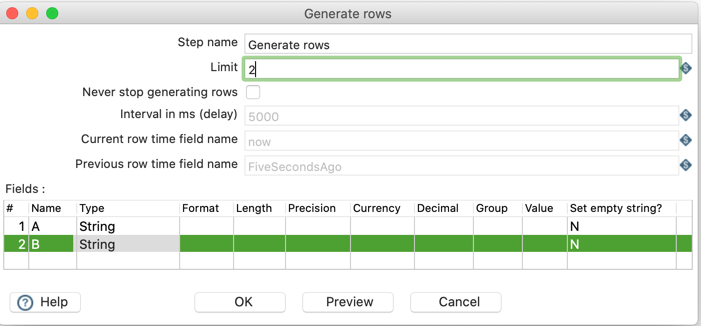 Generate rows
Step name Generate rows
Limit 2
Never stop generating rows
Interval in ms (delay) 5000
Current row time field name now
Previous row time field name FiveSecondsAgo
Fields :
# Name Type Format Length Precision Currency Decimal Group Value Set empty string?
1 A String N
2 B String N
? Help OK Preview Cancel